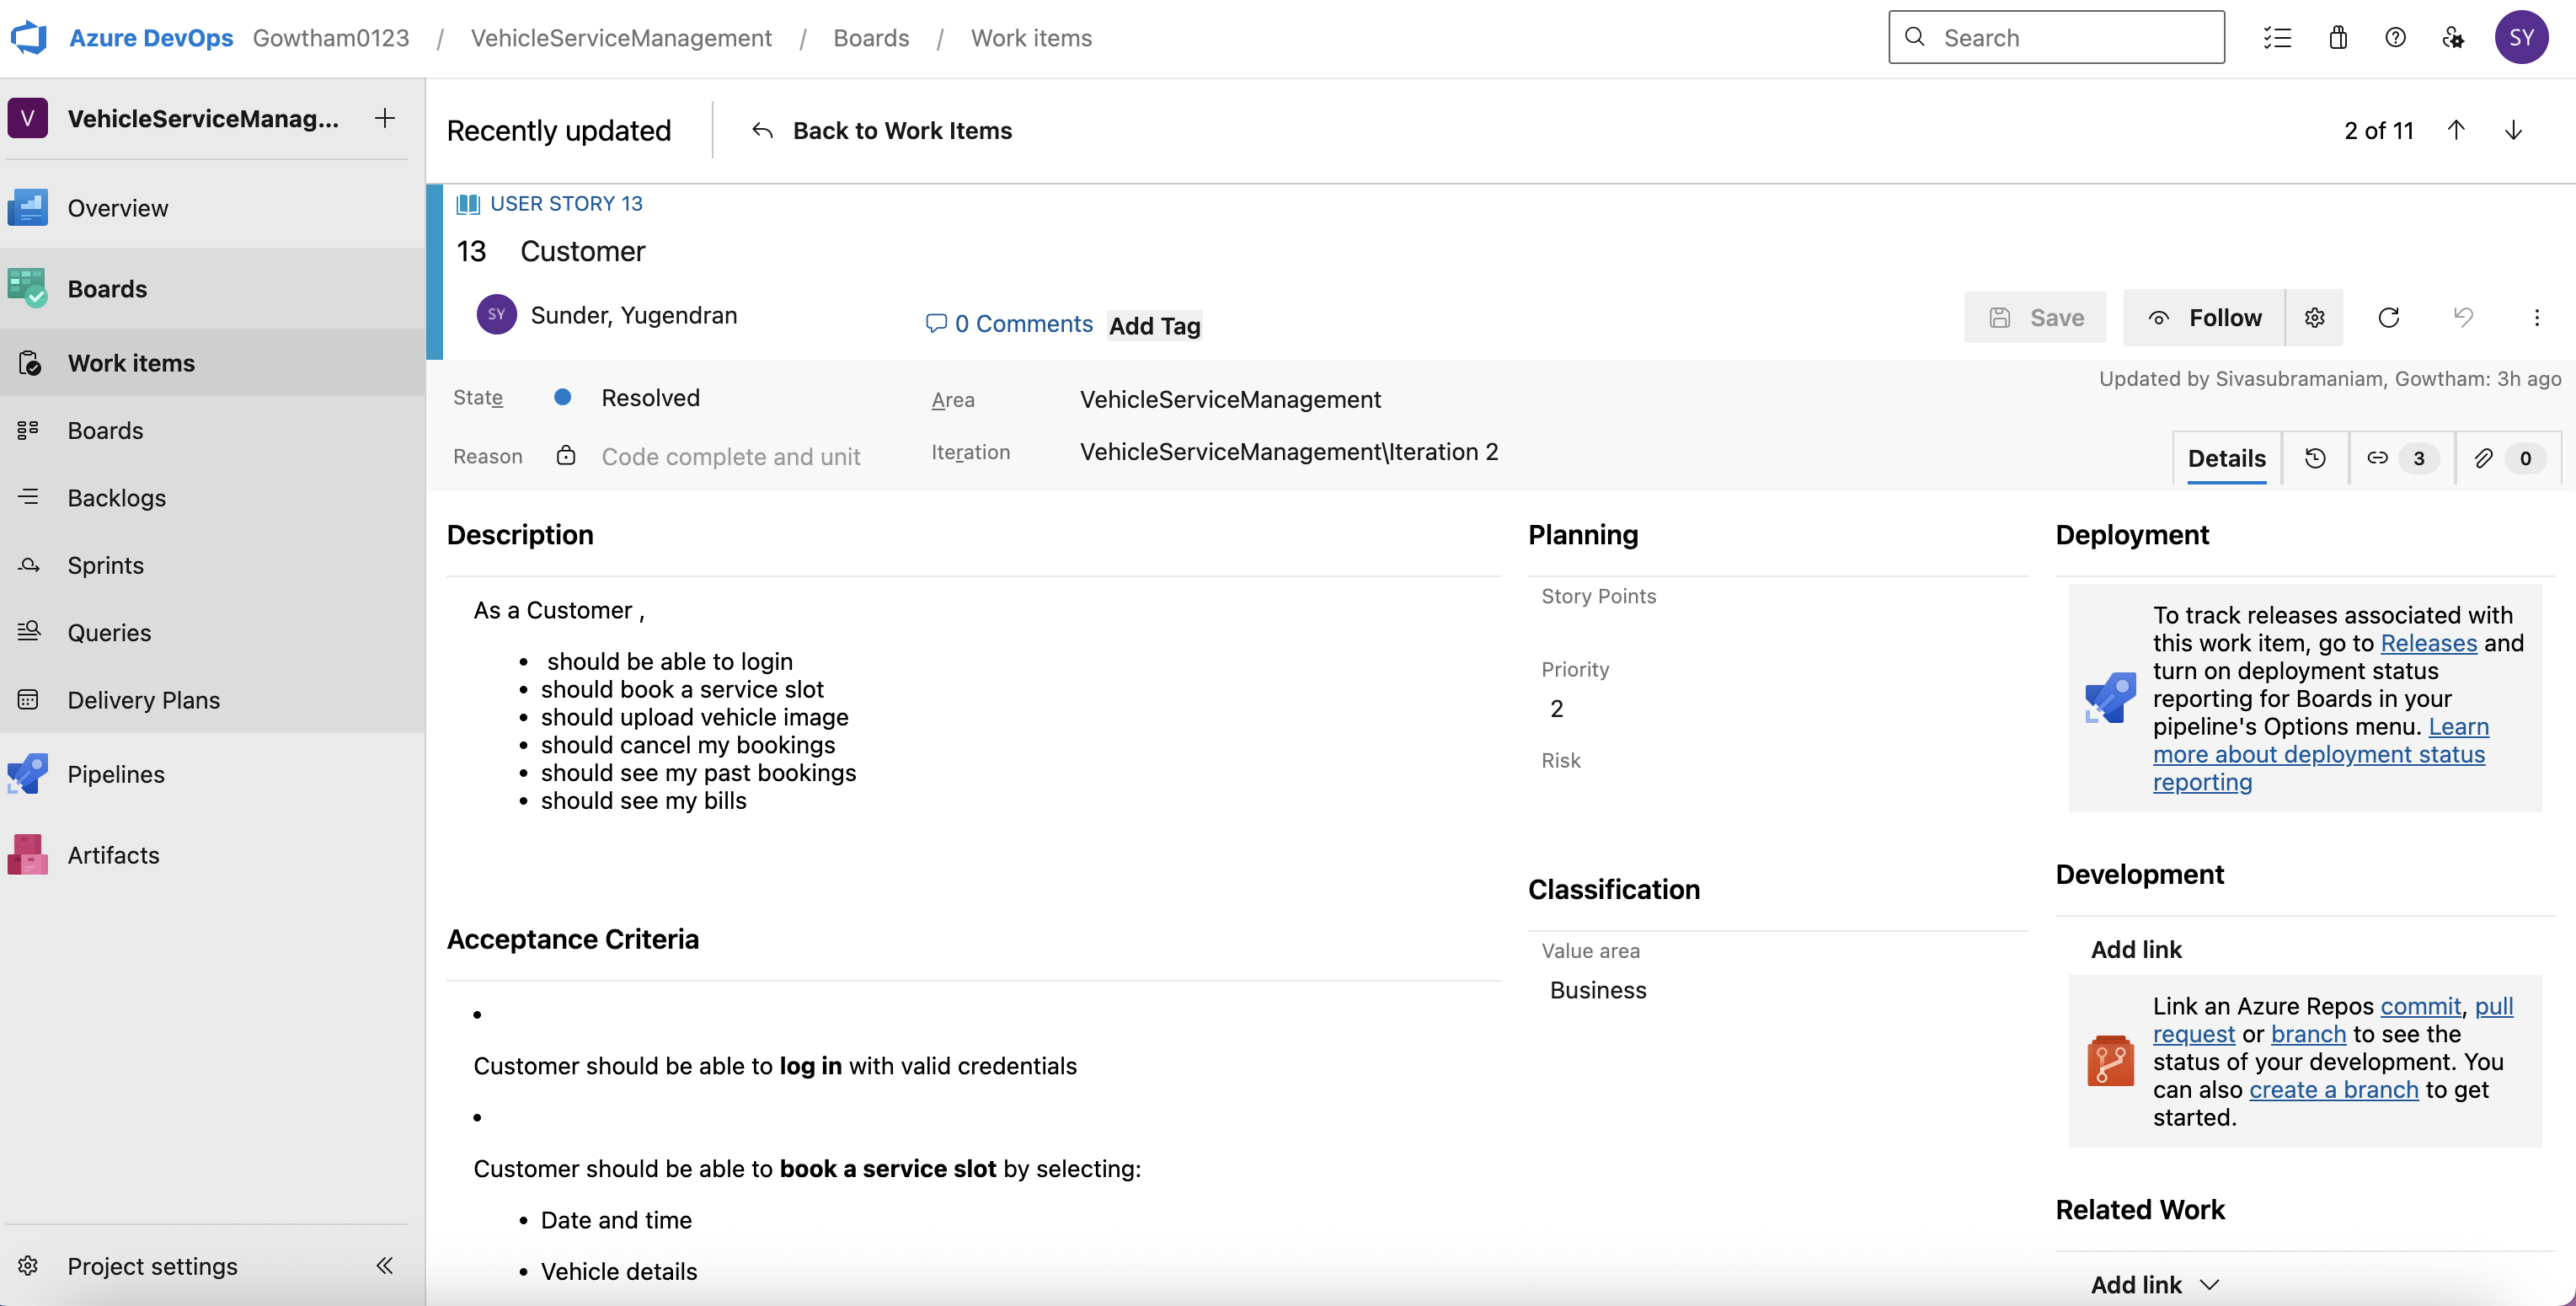 Azure DevOps Gowtham0123 / VehicleServiceManagement / Boards / Work items
Search
SY
V VehicleServiceManag...
Overview
Boards
Work items
Boards
Backlogs
Sprints
Queries
Delivery Plans
Pipelines
Artifacts
Project settings
Recently updated
Back to Work Items
2 of 11
USER STORY 13
13 Customer
SY Sunder, Yugendran
0 Comments
Add Tag
Save
Follow
State Resolved
Area VehicleServiceManagement
Updated by Sivasubramaniam, Gowtham: 3h ago
Reason Code complete and unit
Iteration VehicleServiceManagement\Iteration 2
Details
3
0
Description
As a Customer ,
• should be able to login
• should book a service slot
• should upload vehicle image
• should cancel my bookings
• should see my past bookings
• should see my bills
Acceptance Criteria
•
Customer should be able to log in with valid credentials
•
Customer should be able to book a service slot by selecting:
• Date and time
• Vehicle details
Planning
Story Points
Priority
2
Risk
Classification
Value area
Business
Deployment
To track releases associated with
this work item, go to Releases and
turn on deployment status
reporting for Boards in your
pipeline's Options menu. Learn
more about deployment status
reporting
Development
Add link
Link an Azure Repos commit, pull
request or branch to see the
status of your development. You
can also create a branch to get
started.
Related Work
Add link